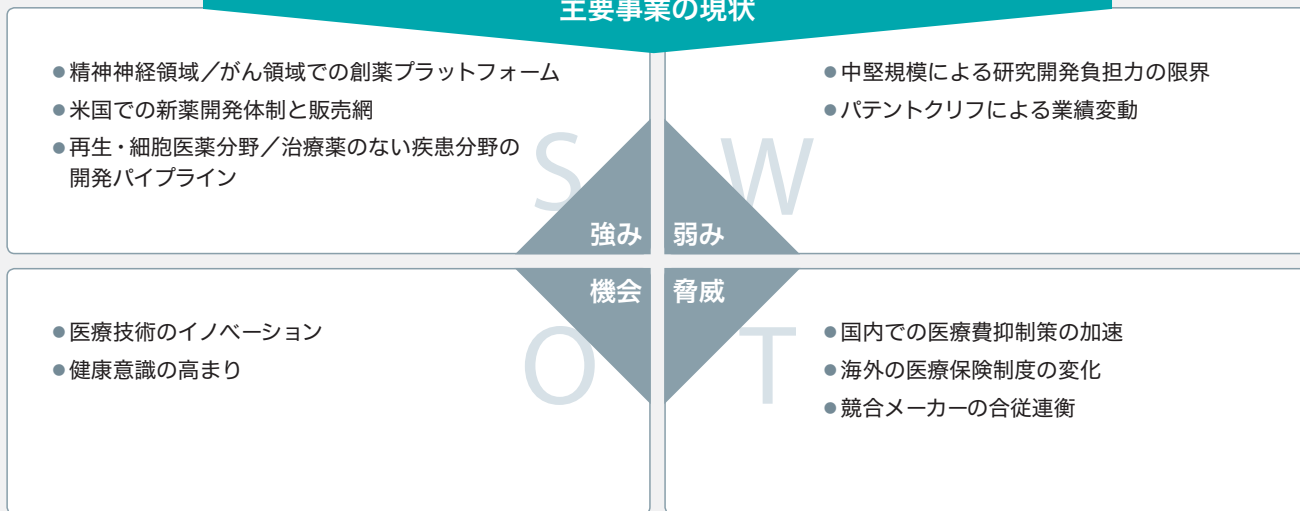 主要事業の現状
●精神神経領域／がん領域での創薬プラットフォーム
●米国での新薬開発体制と販売網
●再生・細胞医薬分野／治療薬のない疾患分野の
開発パイプライン
S
強み
●中堅規模による研究開発負担力の限界
●パテントクリフによる業績変動
W
弱み
機会
●医療技術のイノベーション
●健康意識の高まり
O
脅威
●国内での医療費抑制策の加速
●海外の医療保険制度の変化
●競合メーカーの合従連衡
T